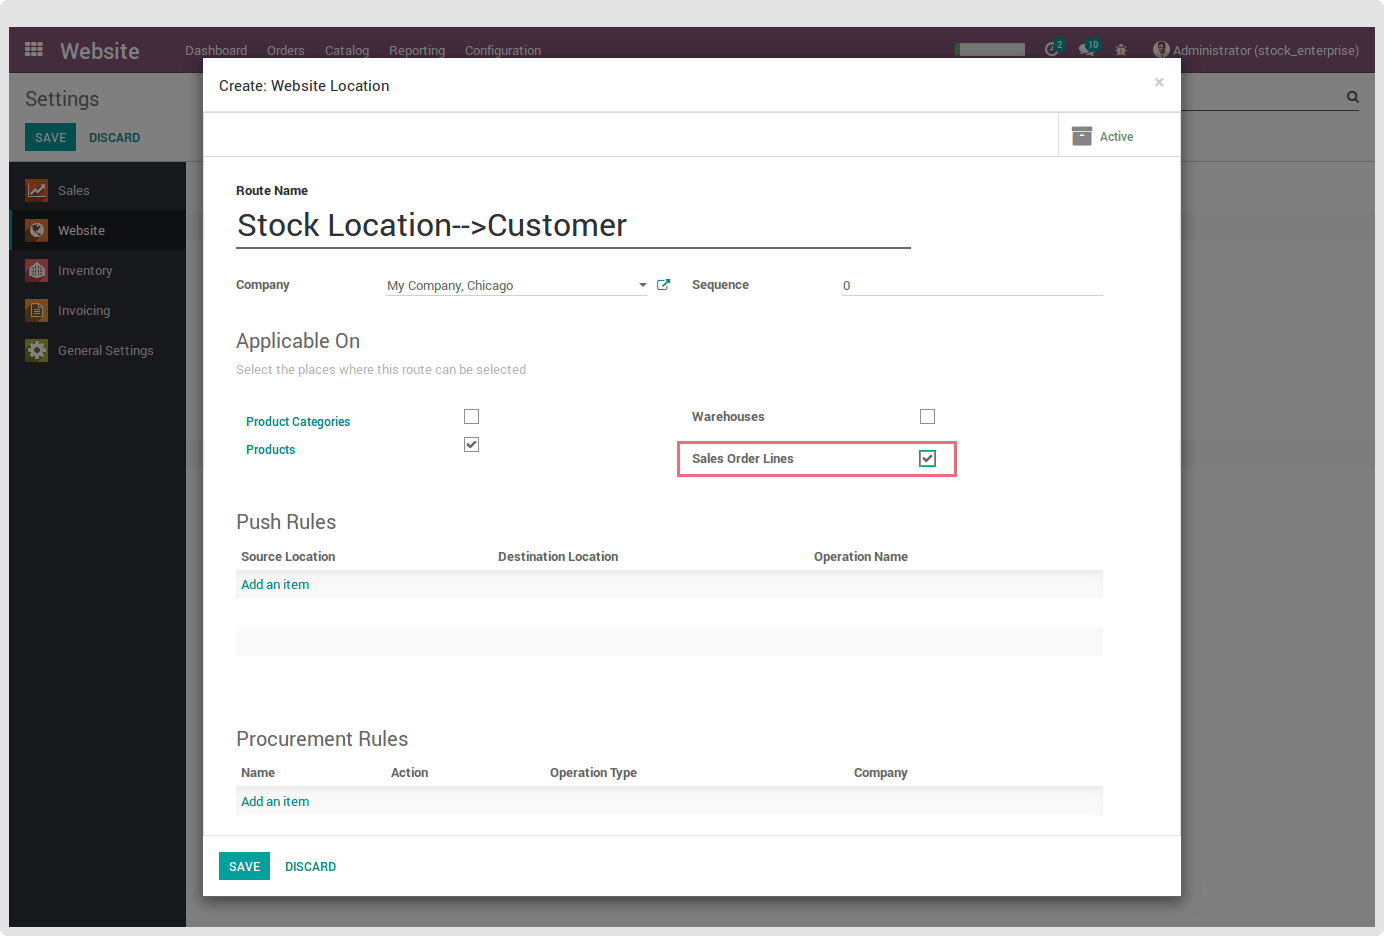 Website
Dashboard Orders Catalog Reporting Configuration
2 10 Administrator (stock_enterprise)
Settings
SAVE DISCARD
Sales
Website
Inventory
Invoicing
General Settings
Create: Website Location ×
Active
Route Name
Stock Location-->Customer
Company My Company, Chicago Sequence 0
Applicable On
Select the places where this route can be selected
Product Categories Warehouses
Products
Sales Order Lines
Push Rules
Source Location Destination Location Operation Name
Add an item
Procurement Rules
Name Action Operation Type Company
Add an item
SAVE DISCARD